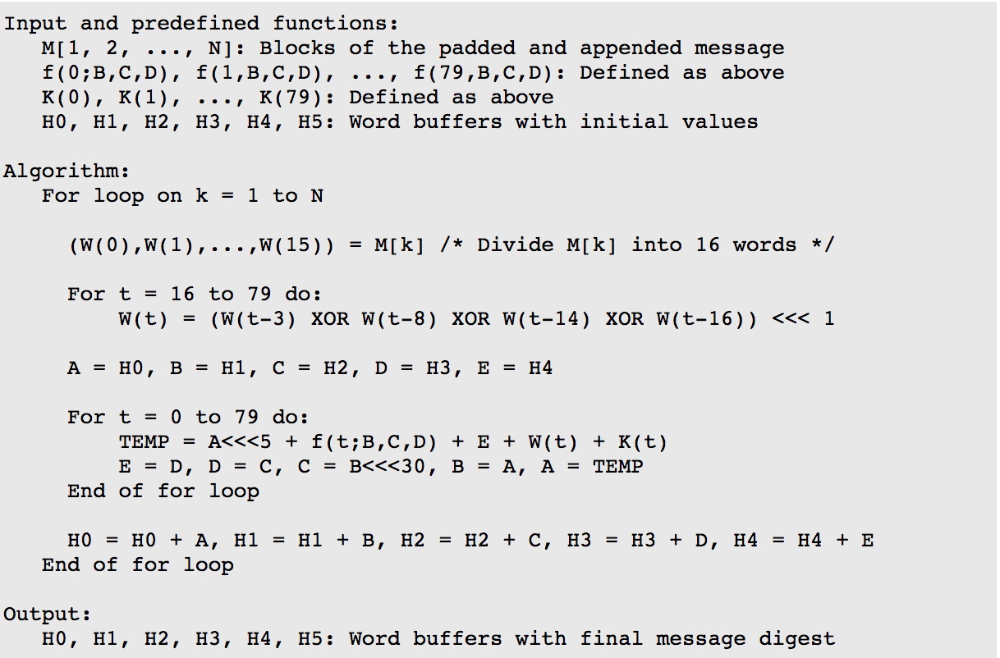 Input and predefined functions:
M[1, 2, ..., N]: Blocks of the padded and appended message
f(0;B,C,D), f(1,B,C,D), ..., f(79,B,C,D): Defined as above
K(0), K(1), ..., K(79): Defined as above
H0, H1, H2, H3, H4, H5: Word buffers with initial values
Algorithm:
For loop on k = 1 to N
(W(0),W(1),...,W(15)) = M[k] /* Divide M[k] into 16 words */
For t = 16 to 79 do:
W(t) = (W(t-3) XOR W(t-8) XOR W(t-14) XOR W(t-16)) <<< 1
A = H0, B = H1, C = H2, D = H3, E = H4
For t = 0 to 79 do:
TEMP = A<<<5 + f(t;B,C,D) + E + W(t) + K(t)
E = D, D = C, C = B<<<30, B = A, A = TEMP
End of for loop
H0 = H0 + A, H1 = H1 + B, H2 = H2 + C, H3 = H3 + D, H4 = H4 + E
End of for loop
Output:
H0, H1, H2, H3, H4, H5: Word buffers with final message digest